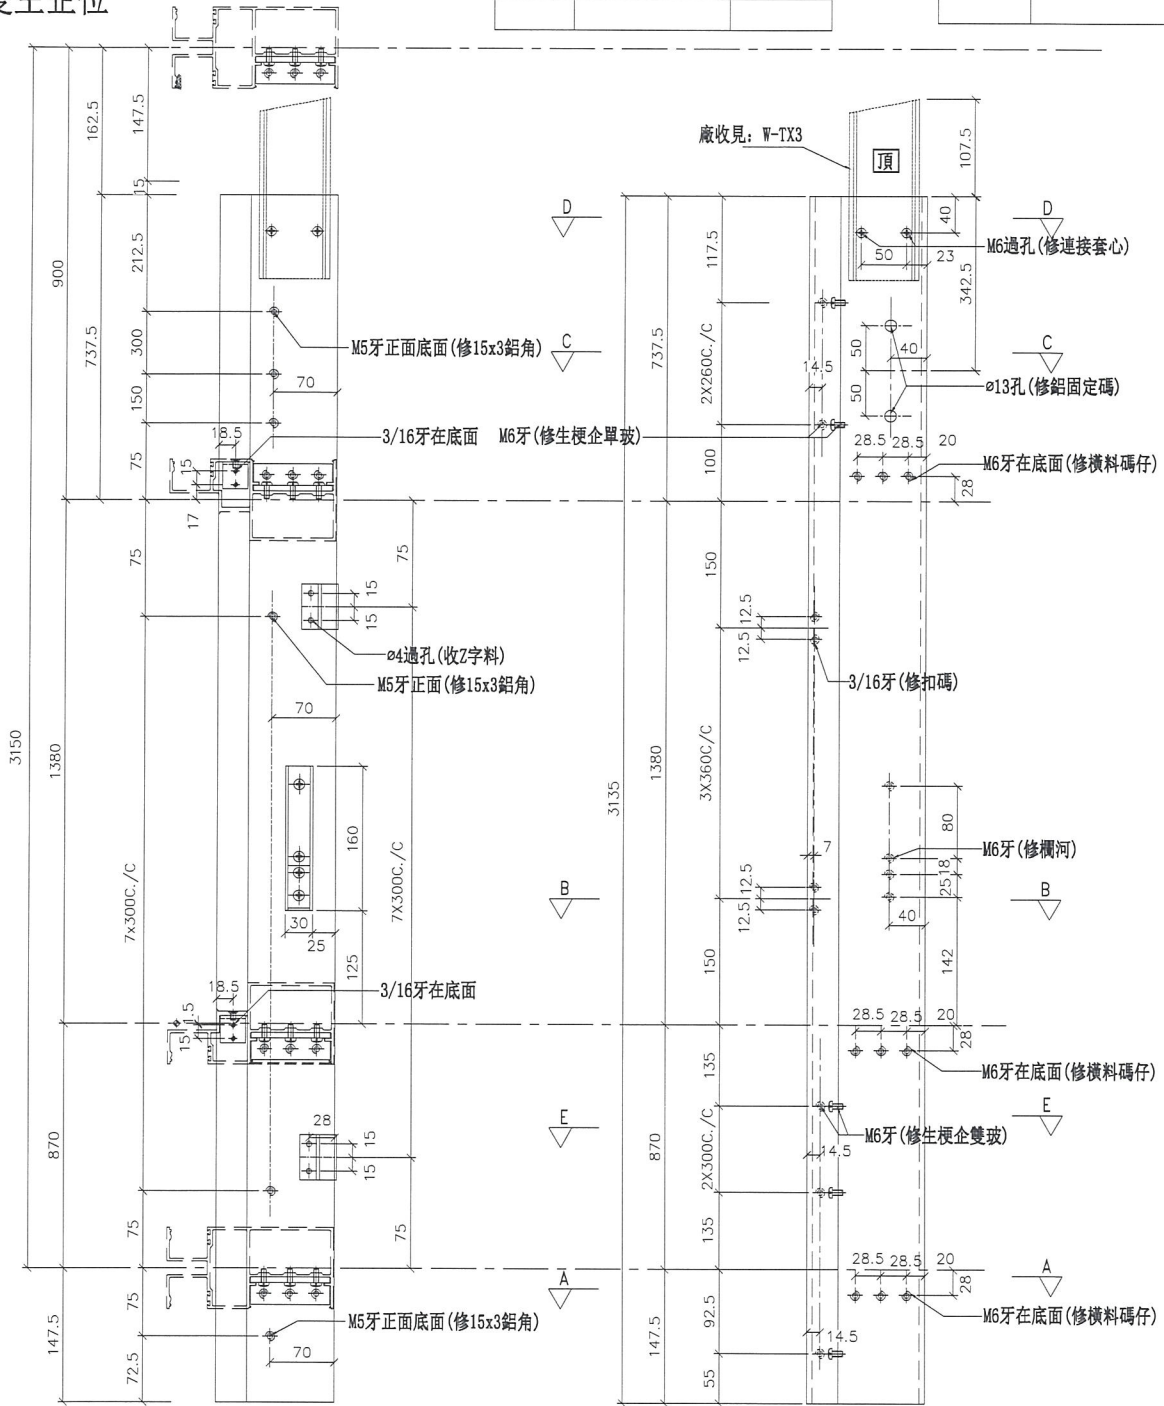 正位
162.5
147.5
15
900
737.5
212.5
300
150
75
M5牙正面底面(修15x3鋁角)
70
18.5
15
17
3/16牙在底面
D
C
75
75
15
15
ø4過孔(收Z字料)
M5牙正面(修15x3鋁角)
70
3150
1380
7x300C./C
7X300C./C
160
30
25
125
B
18.5
1.5
15
3/16牙在底面
28
15
15
E
870
75
75
A
75
M5牙正面底面(修15x3鋁角)
70
147.5
72.5
廠收見: W-TX3
頂
107.5
40
D
M6過孔(修連接套心)
50
23
342.5
117.5
737.5
2X260C./C
14.5
50
50
40
C
ø13孔(修鋁固定碼)
M6牙(修生梗企單玻)
28.5
28.5
20
M6牙在底面(修橫料碼仔)
28
100
150
12.5
12.5
3/16牙(修扣碼)
3135
1380
3X360C/C
7
12.5
12.5
80
M6牙(修欄河)
18
25
B
40
142
150
28.5
28.5
20
28
M6牙在底面(修橫料碼仔)
135
E
M6牙(修生梗企雙玻)
14.5
870
2X300C./C
135
28.5
28.5
20
A
28
M6牙在底面(修橫料碼仔)
92.5
14.5
147.5
55